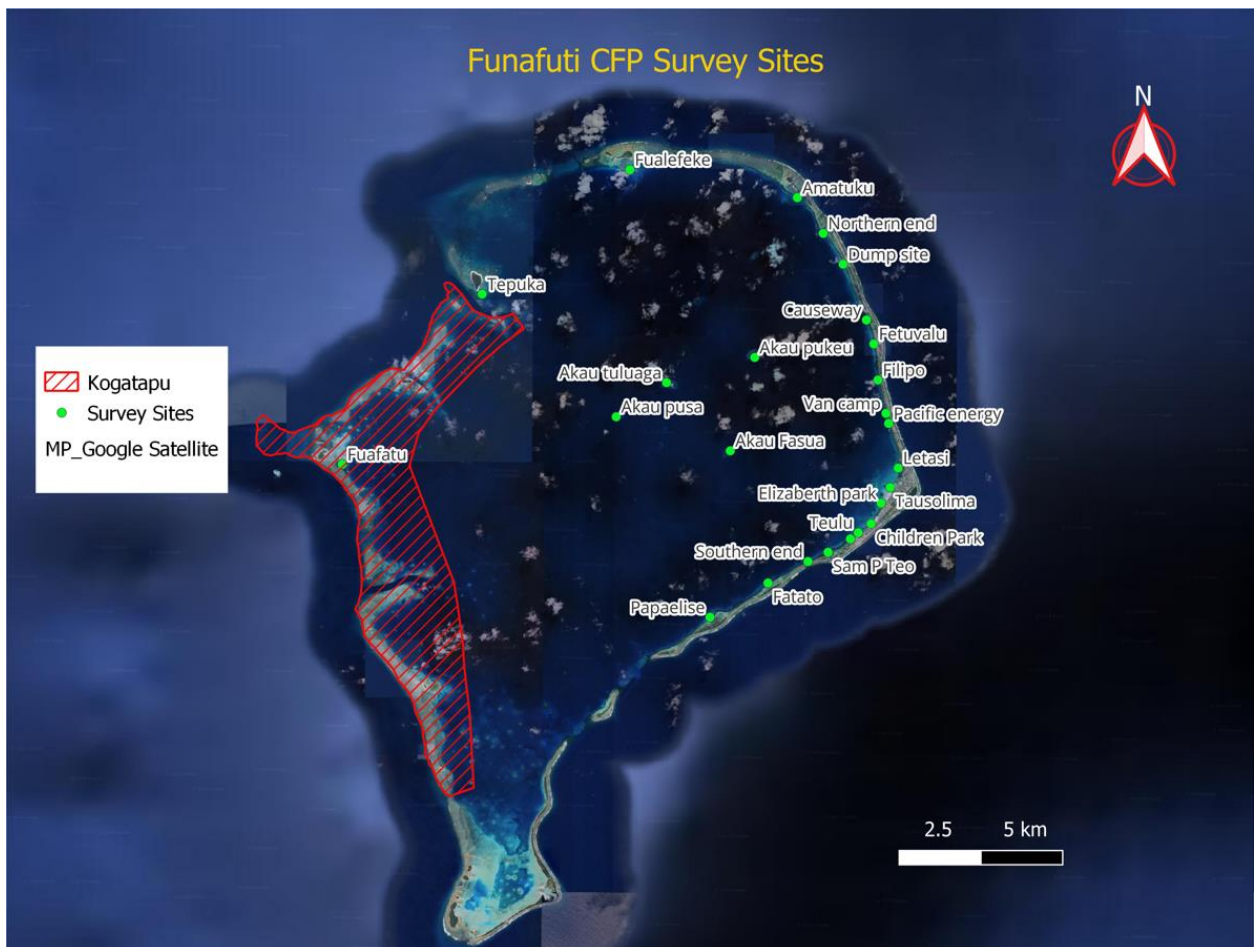 Funafuti CFP Survey Sites
N
Fualefeke
Amatuku
Northern end
Dump site
Tepuka
Causeway
Fetuvalu
Akau pukeu
Akau tuluaga
Filipo
Akau pusa
Van camp
Pacific energy
Akau Fasua
Fuafatu
Letasi
Elizaberth park
Tausolima
Teulu
Children Park
Southern end
Sam P Teo
Fatato
Papaelise
Kogatapu
Survey Sites
MP_Google Satellite
2.5 5 km